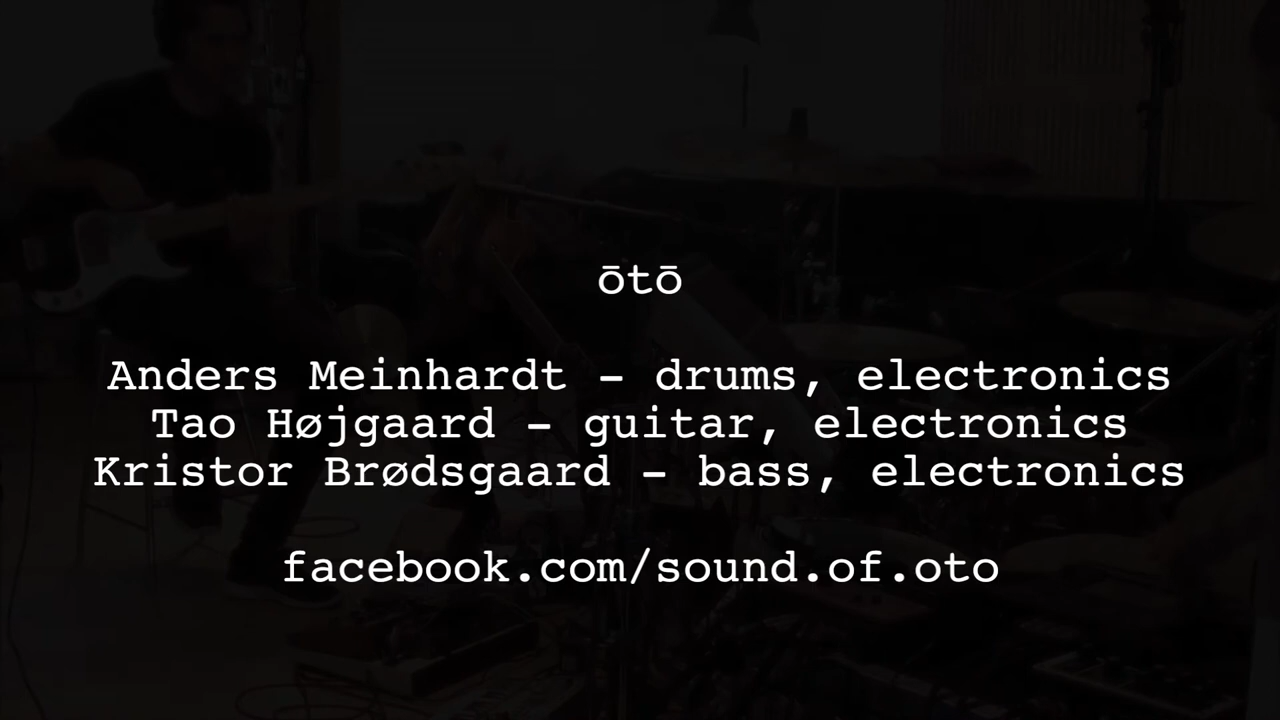 ōtō
Anders Meinhardt – drums, electronics
Tao Højgaard – guitar, electronics
Kristor Brødsgaard – bass, electronics
facebook.com/sound.of.oto